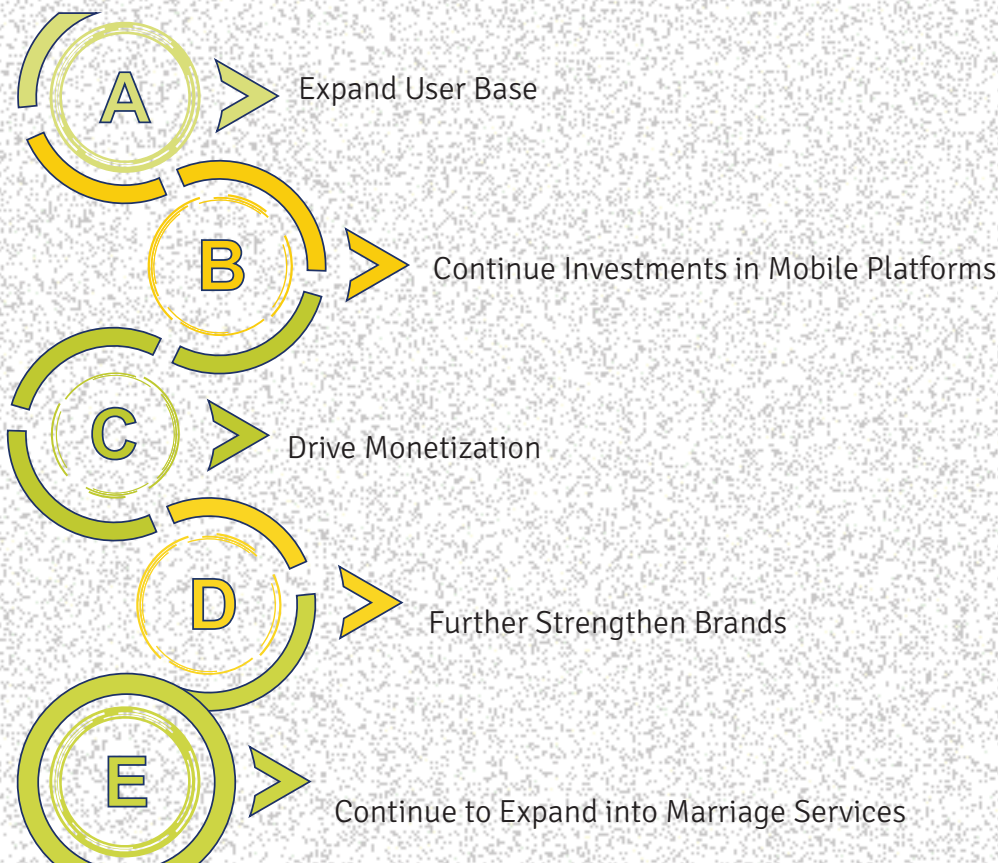 A
Expand User Base
B
Continue Investments in Mobile Platforms
C
Drive Monetization
D
Further Strengthen Brands
E
Continue to Expand into Marriage Services